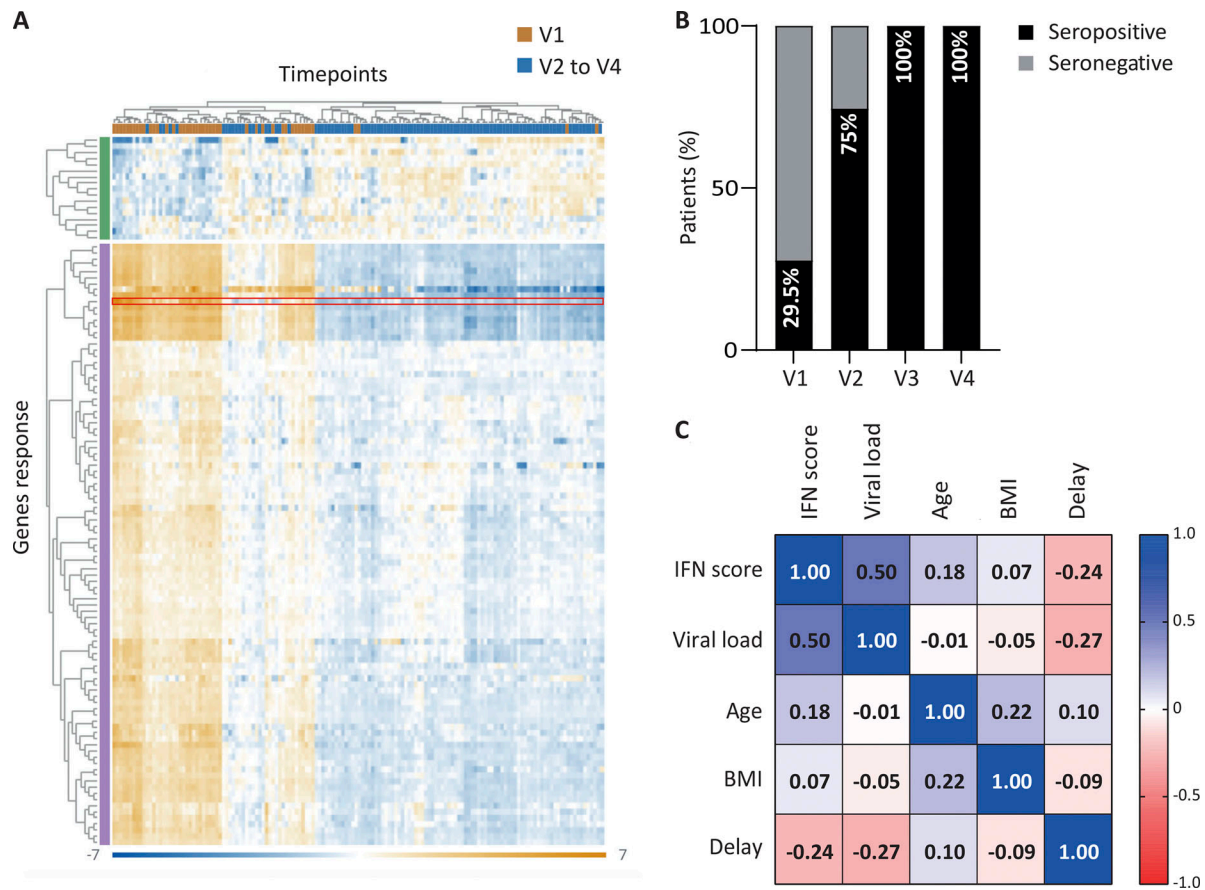 A
V1
V2 to V4
Timepoints
Genes response
-7
7
B
Seropositive
Seronegative
Patients (%)
100
50
0
29.5%
75%
100%
100%
V1
V2
V3
V4
C
IFN score
Viral load
Age
BMI
Delay
IFN score
1.00
0.50
0.18
0.07
-0.24
Viral load
0.50
1.00
-0.01
-0.05
-0.27
Age
0.18
-0.01
1.00
0.22
0.10
BMI
0.07
-0.05
0.22
1.00
-0.09
Delay
-0.24
-0.27
0.10
-0.09
1.00
1.0
0.5
0
-0.5
-1.0